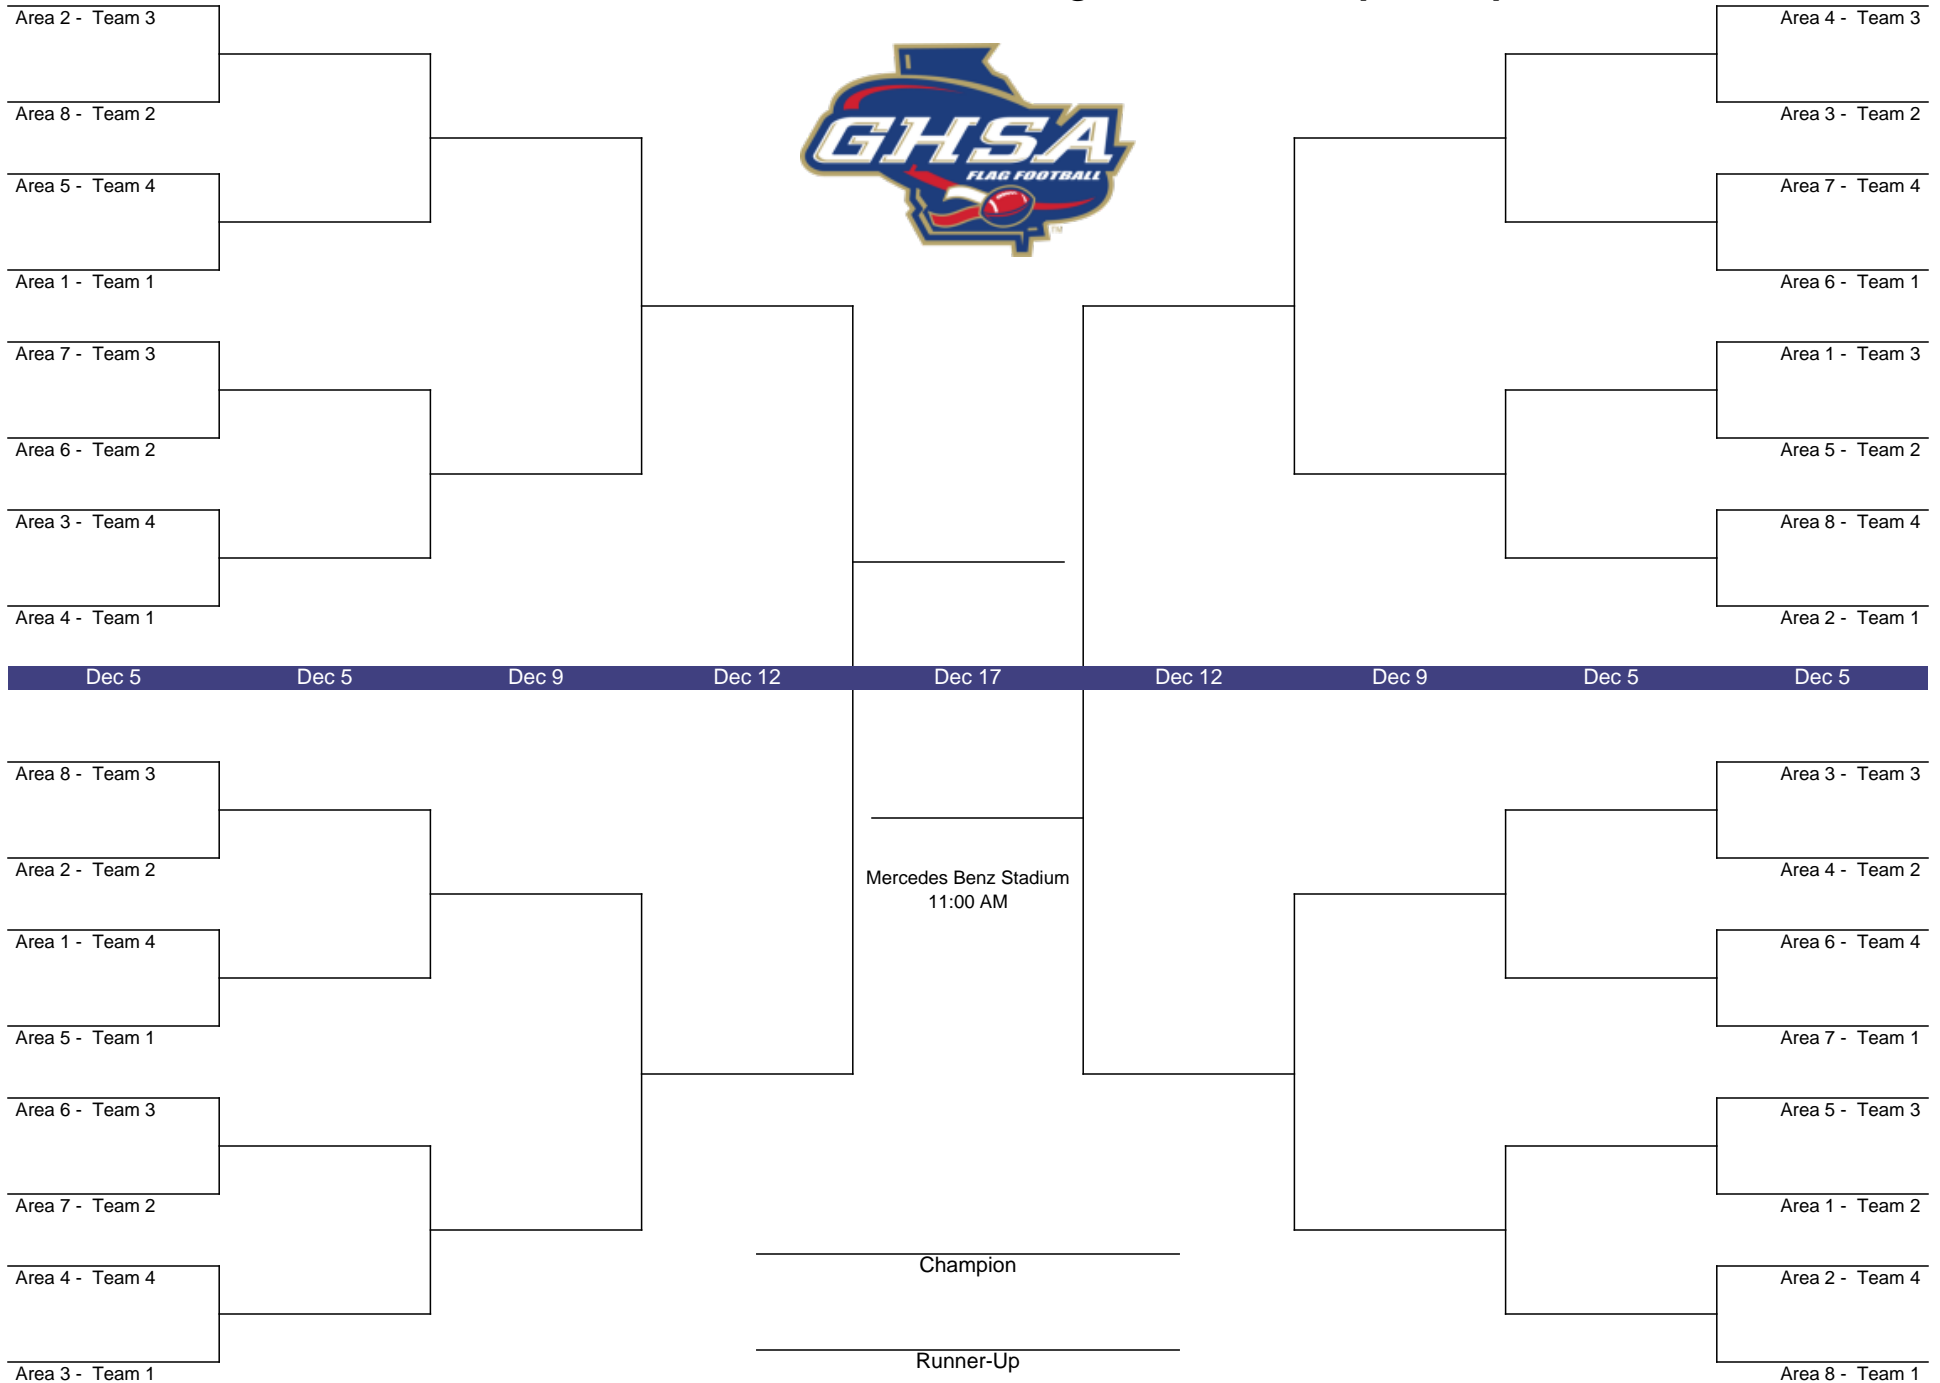 Area 2 - Team 3
Area 8 - Team 2
Area 5 - Team 4
Area 1 - Team 1
Area 7 - Team 3
Area 6 - Team 2
Area 3 - Team 4
Area 4 - Team 1
GHSA
FLAG FOOTBALL
TM
Area 4 - Team 3
Area 3 - Team 2
Area 7 - Team 4
Area 6 - Team 1
Area 1 - Team 3
Area 5 - Team 2
Area 8 - Team 4
Area 2 - Team 1
Dec 5 Dec 5 Dec 9 Dec 12 Dec 17 Dec 12 Dec 9 Dec 5 Dec 5
Area 8 - Team 3
Area 2 - Team 2
Area 1 - Team 4
Area 5 - Team 1
Area 6 - Team 3
Area 7 - Team 2
Area 4 - Team 4
Area 3 - Team 1
Mercedes Benz Stadium
11:00 AM
Champion
Runner-Up
Area 3 - Team 3
Area 4 - Team 2
Area 6 - Team 4
Area 7 - Team 1
Area 5 - Team 3
Area 1 - Team 2
Area 2 - Team 4
Area 8 - Team 1